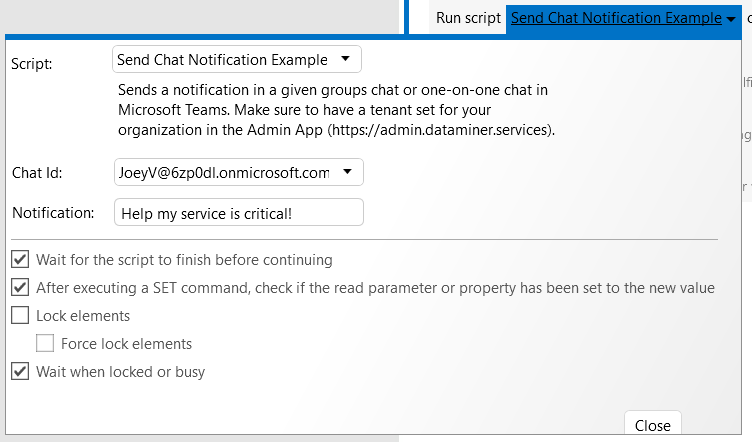 Run script Send Chat Notification Example
Script: Send Chat Notification Example
Sends a notification in a given groups chat or one-on-one chat in
Microsoft Teams. Make sure to have a tenant set for your
organization in the Admin App (https://admin.dataminer.services).
Chat Id: JoeyV@6zp0dl.onmicrosoft.com
Notification: Help my service is critical!
Wait for the script to finish before continuing
After executing a SET command, check if the read parameter or property has been set to the new value
Lock elements
Force lock elements
Wait when locked or busy
Close